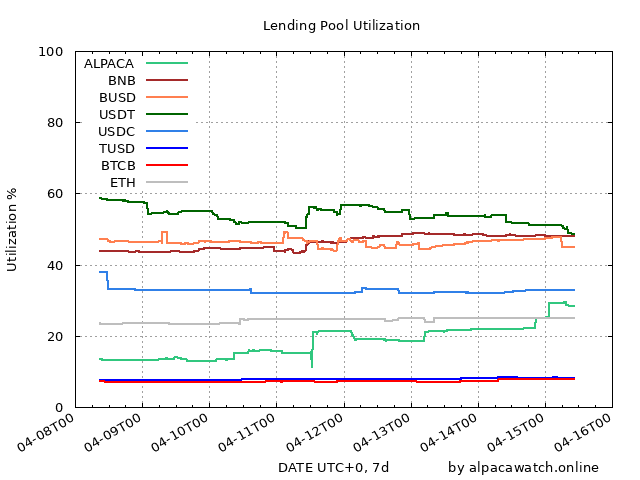 Lending Pool Utilization
100
80
60
40
20
0
Utilization %
ALPACA
BNB
BUSD
USDT
USDC
TUSD
BTCB
ETH
04-08T00
04-09T00
04-10T00
04-11T00
04-12T00
04-13T00
04-14T00
04-15T00
04-16T00
DATE UTC+0, 7d
by alpacawatch.online